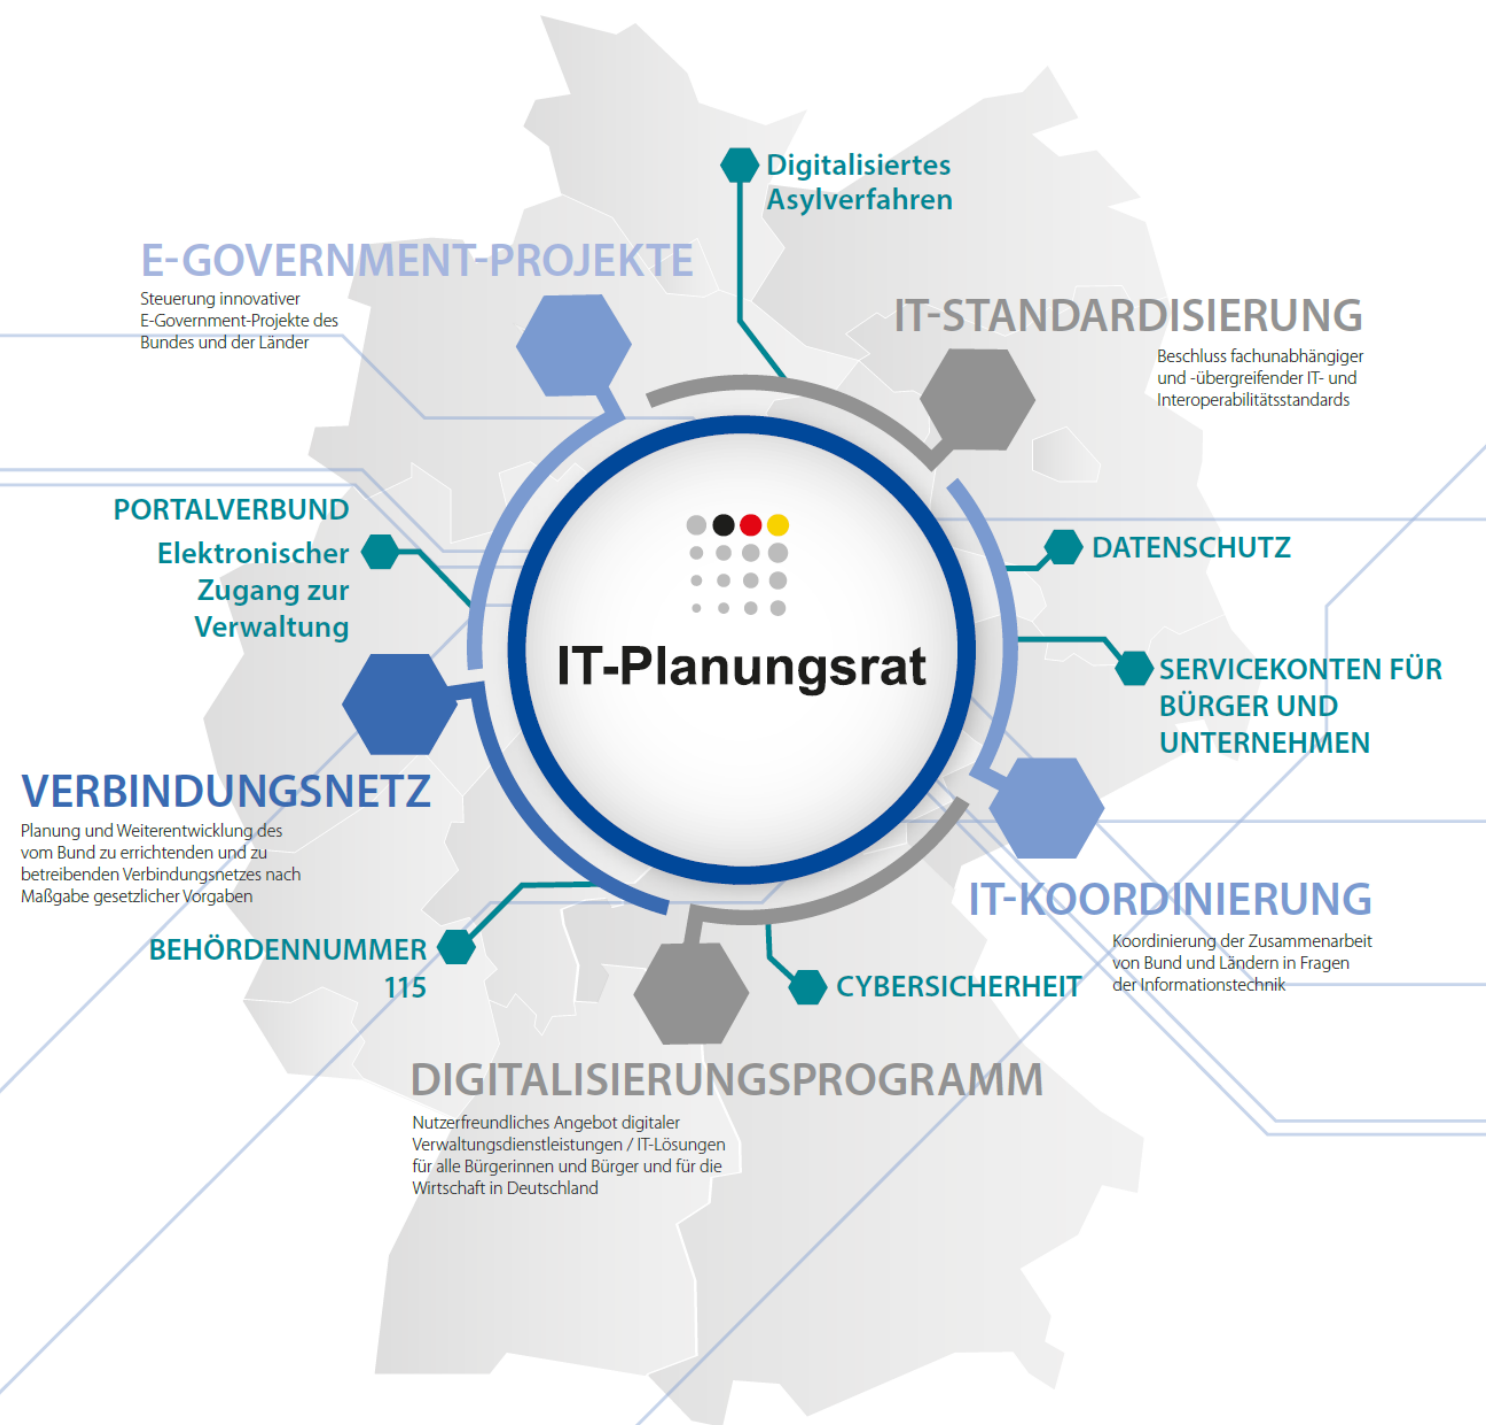 Digitalisiertes
Asylverfahren
E-GOVERNMENT-PROJEKTE
Steuerung innovativer
E-Government-Projekte des
Bundes und der Länder
IT-STANDARDISIERUNG
Beschluss fachunabhängiger
und -übergreifender IT- und
Interoperabilitätsstandards
PORTALVERBUND
Elektronischer
Zugang zur
Verwaltung
DATENSCHUTZ
IT-Planungsrat
SERVICEKONTEN FÜR
BÜRGER UND
UNTERNEHMEN
VERBINDUNGSNETZ
Planung und Weiterentwicklung des
vom Bund zu errichtenden und zu
betreibenden Verbindungsnetzes nach
Maßgabe gesetzlicher Vorgaben
IT-KOORDINIERUNG
Koordinierung der Zusammenarbeit
von Bund und Ländern in Fragen
der Informationstechnik
BEHÖRDENNUMMER
115
CYBERSICHERHEIT
DIGITALISIERUNGSPROGRAMM
Nutzerfreundliches Angebot digitaler
Verwaltungsdienstleistungen / IT-Lösungen
für alle Bürgerinnen und Bürger und für die
Wirtschaft in Deutschland